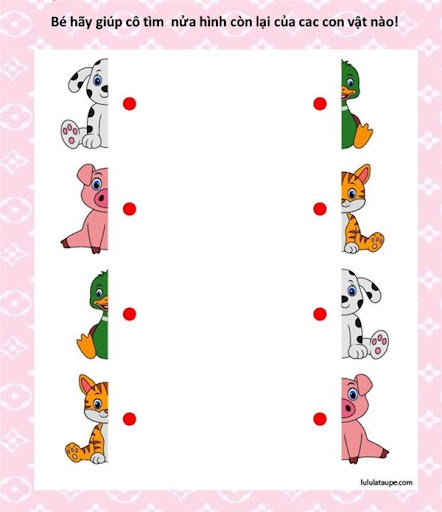 Bé hãy giúp cô tìm nửa hình còn lại của cac con vật nào!
lululataupe.com